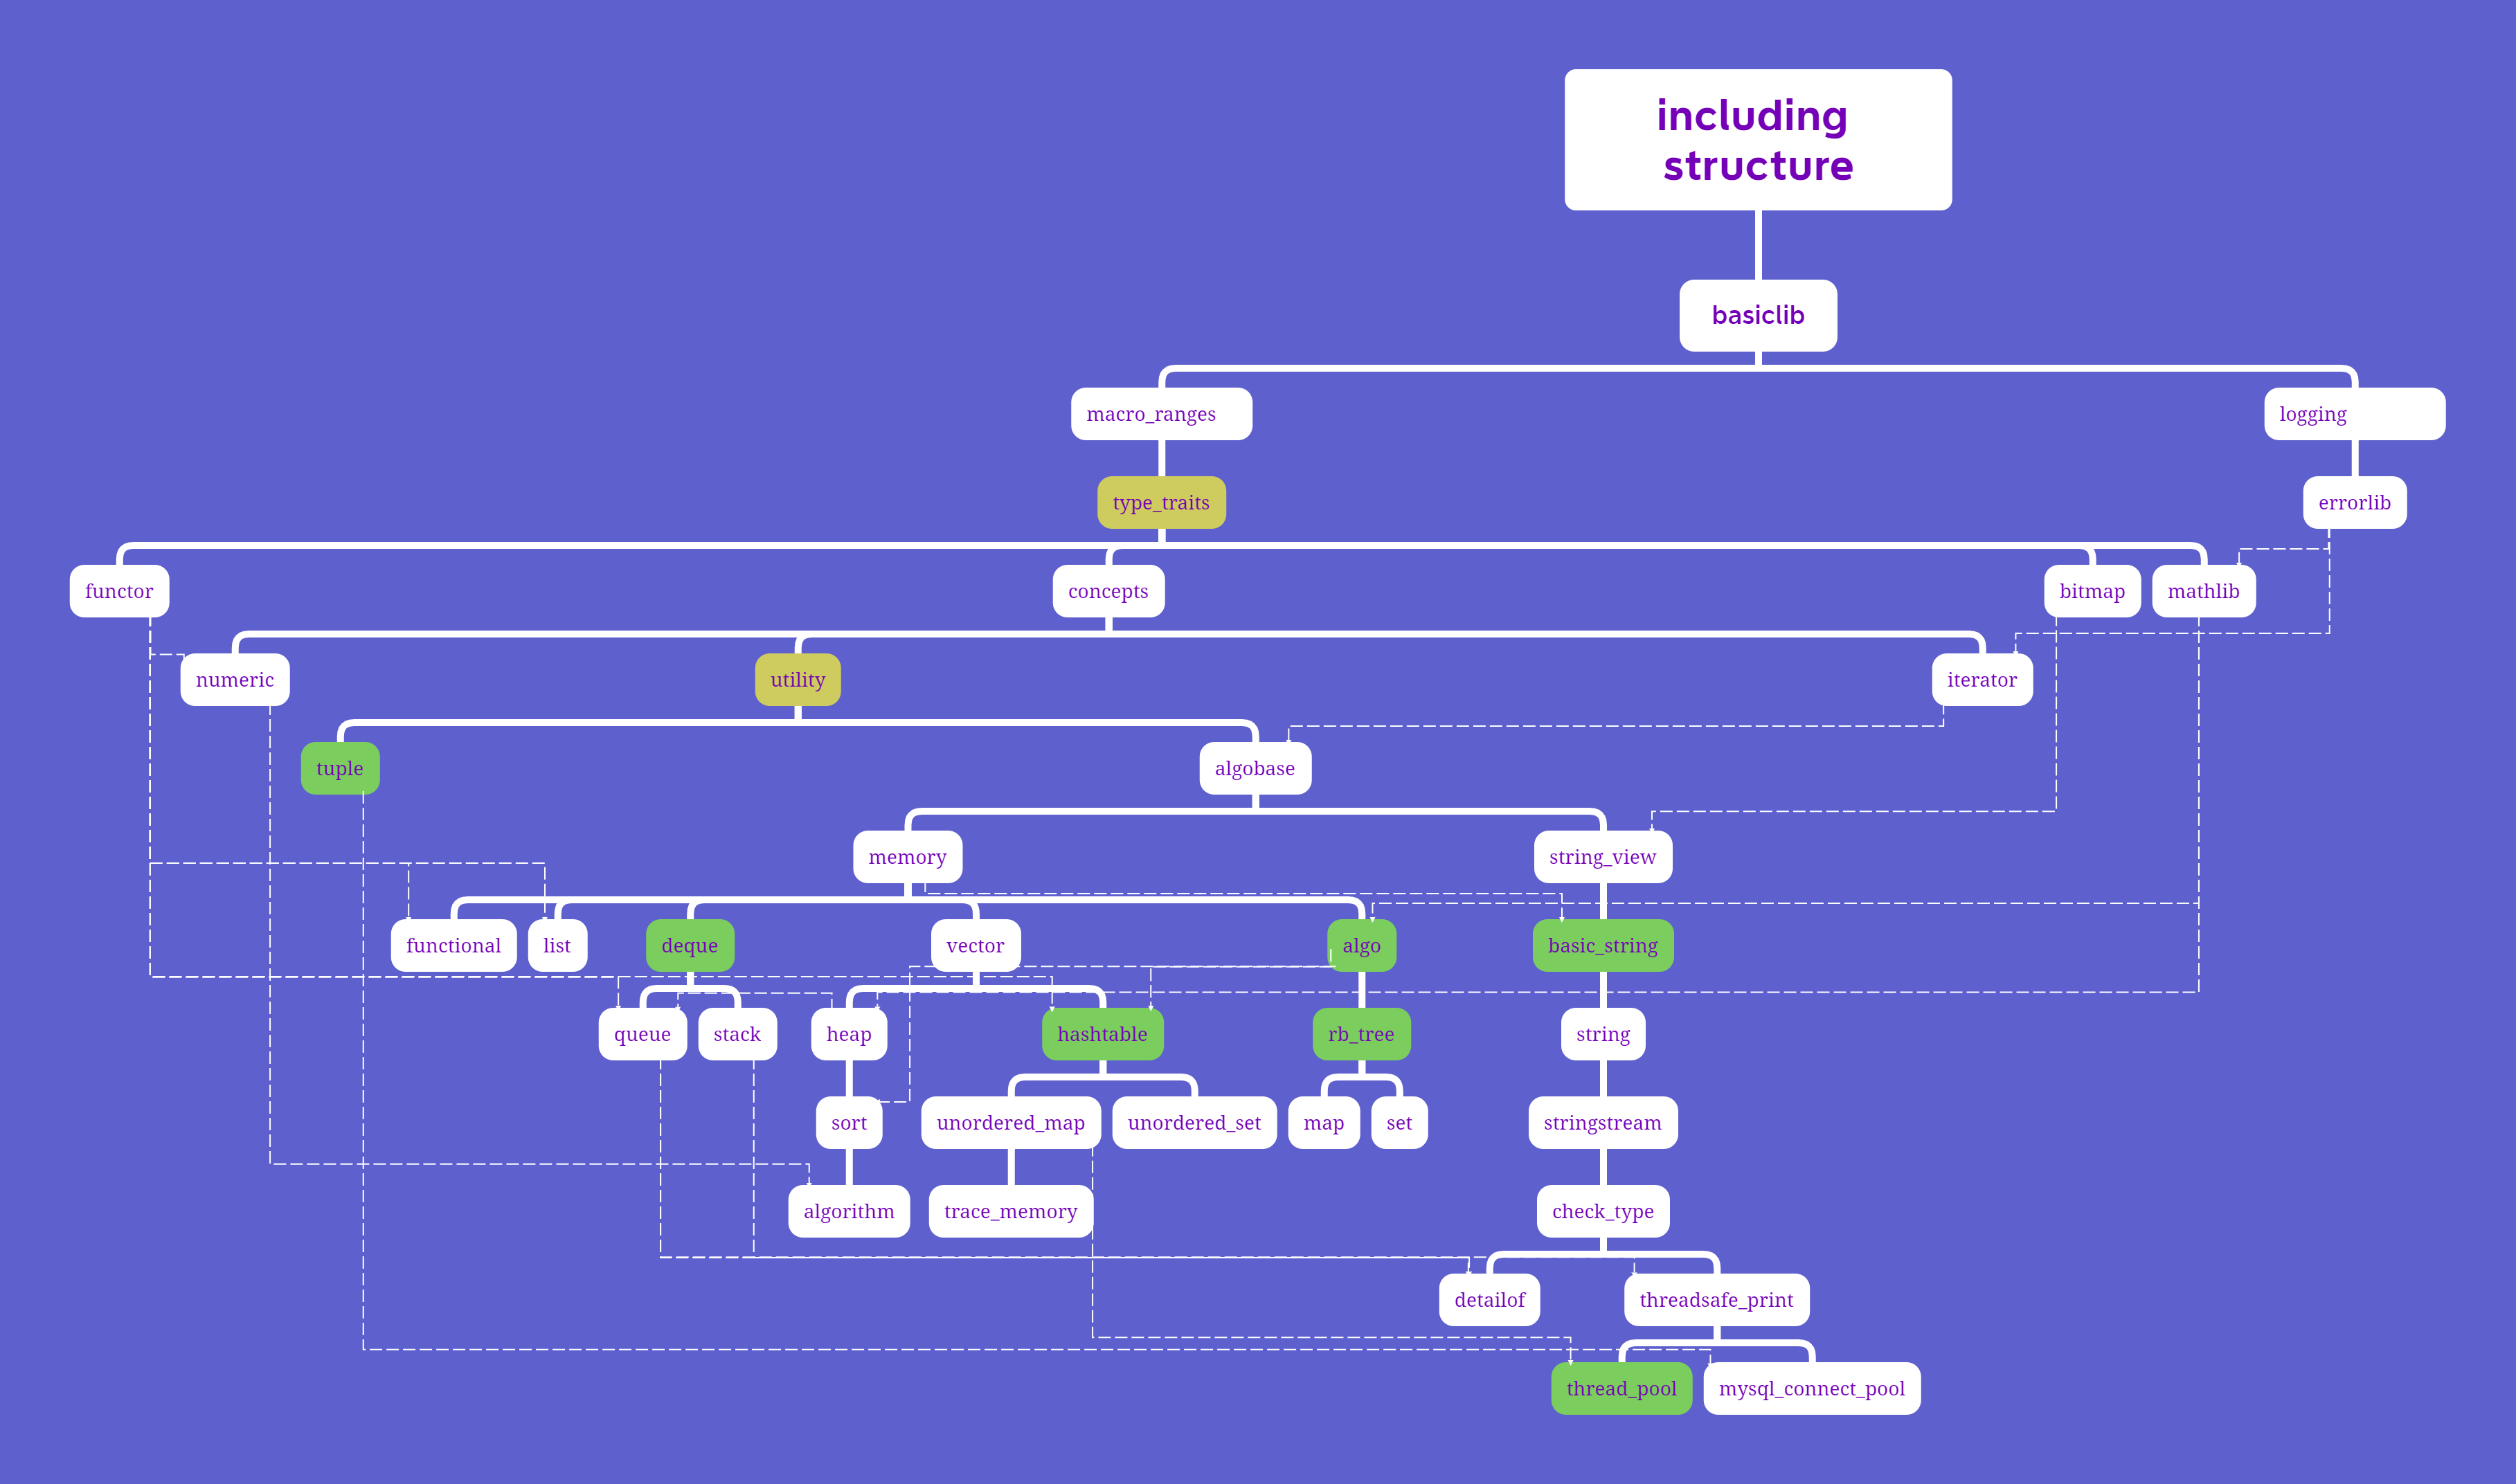 including
structure
basiclib
macro_ranges
logging
type_traits
errorlib
functor
concepts
bitmap
mathlib
numeric
utility
iterator
tuple
algobase
memory
string_view
functional
list
deque
vector
algo
basic_string
queue
stack
heap
hashtable
rb_tree
string
sort
unordered_map
unordered_set
map
set
stringstream
algorithm
trace_memory
check_type
detailof
threadsafe_print
thread_pool
mysql_connect_pool